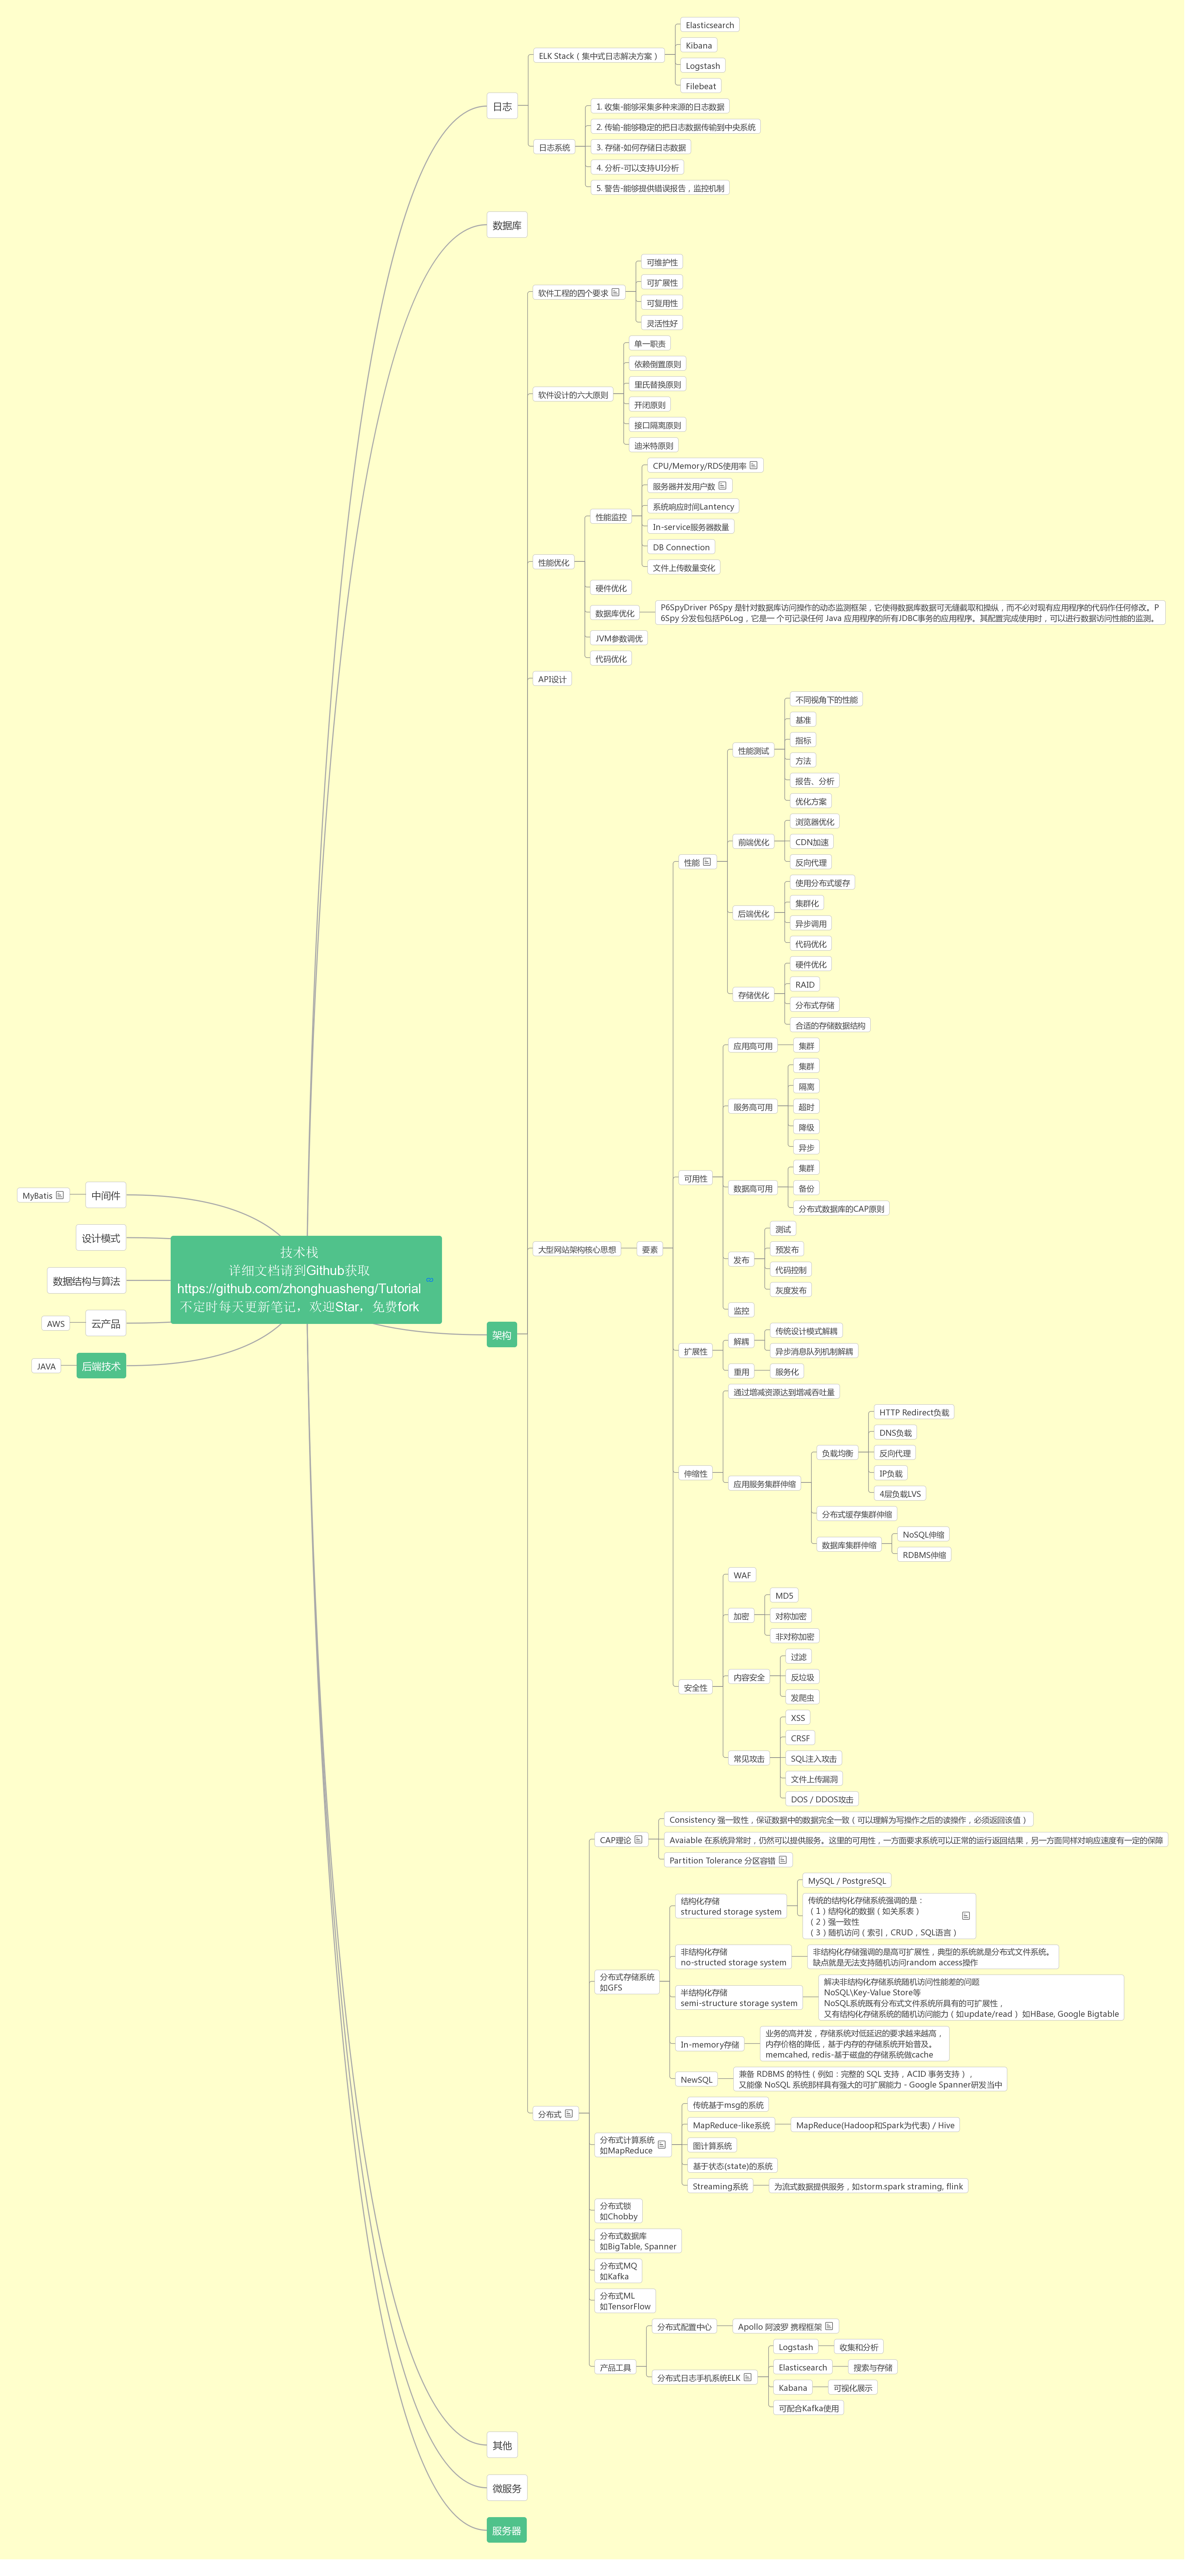 技术栈
详细文档请到Github获取
https://github.com/zhonghuasheng/Tutorial
不定时每天更新笔记，欢迎Star，免费fork
日志
ELK Stack（集中式日志解决方案）
Elasticsearch
Kibana
Logstash
Filebeat
日志系统
1. 收集-能够采集多种来源的日志数据
2. 传输-能够稳定的把日志数据传输到中央系统
3. 存储-如何存储日志数据
4. 分析-可以支持UI分析
5. 警告-能够提供错误报告，监控机制
数据库
架构
软件工程的四个要求
可维护性
可扩展性
可复用性
灵活性好
软件设计的六大原则
单一职责
依赖倒置原则
里氏替换原则
开闭原则
接口隔离原则
迪米特原则
性能优化
性能监控
CPU/Memory/RDS使用率
服务器并发用户数
系统响应时间Lantency
In-service服务器数量
DB Connection
文件上传数量变化
硬件优化
数据库优化
P6SpyDriver P6Spy 是针对数据库访问操作的动态监测框架，它使得数据库数据可无缝截取和操纵，而不必对现有应用程序的代码作任何修改。P
6Spy 分发包包括P6Log，它是一个可记录任何 Java 应用程序的所有JDBC事务的应用程序。其配置完成使用时，可以进行数据访问性能的监测。
JVM参数调优
代码优化
API设计
大型网站架构核心思想
要素
性能
性能测试
不同视角下的性能
基准
指标
方法
报告、分析
优化方案
前端优化
浏览器优化
CDN加速
反向代理
后端优化
使用分布式缓存
集群化
异步调用
代码优化
存储优化
硬件优化
RAID
分布式存储
合适的存储数据结构
可用性
应用高可用
集群
服务高可用
集群
隔离
超时
降级
异步
数据高可用
集群
备份
分布式数据库的CAP原则
发布
测试
预发布
代码控制
灰度发布
监控
扩展性
解耦
传统设计模式解耦
异步消息队列机制解耦
重用
服务化
伸缩性
通过增减资源达到增减吞吐量
应用服务集群伸缩
负载均衡
HTTP Redirect负载
DNS负载
反向代理
IP负载
4层负载LVS
分布式缓存集群伸缩
数据库集群伸缩
NoSQL伸缩
RDBMS伸缩
安全性
WAF
加密
MD5
对称加密
非对称加密
内容安全
过滤
反垃圾
发爬虫
常见攻击
XSS
CRSF
SQL注入攻击
文件上传漏洞
DOS / DDOS攻击
分布式
CAP理论
Consistency 强一致性，保证数据中的数据完全一致（可以理解为写操作之后的读操作，必须返回该值）
Avaiable 在系统异常时，仍然可以提供服务。这里的可用性，一方面要求系统可以正常的运行返回结果，另一方面同样对响应速度有一定的保障
Partition Tolerance 分区容错
分布式存储系统
如GFS
结构化存储
structured storage system
MySQL / PostgreSQL
传统的结构化存储系统强调的是：
（1）结构化的数据（如关系表）
（2）强一致性
（3）随机访问（索引，CRUD，SQL语言）
非结构化存储
no-structed storage system
非结构化存储强调的是高可扩展性，典型的系统就是分布式文件系统。
缺点就是无法支持随机访问random access操作
半结构化存储
semi-structure storage system
解决非结构化存储系统随机访问性能差的问题
NoSQL\Key-Value Store等
NoSQL系统既有分布式文件系统所具有的可扩展性，
又有结构化存储系统的随机访问能力（如update/read） 如HBase, Google Bigtable
In-memory存储
业务的高并发，存储系统对低延迟的要求越来越高，
内存价格的降低，基于内存的存储系统开始普及。
memcahed, redis-基于磁盘的存储系统做cache
NewSQL
兼备 RDBMS 的特性（例如：完整的 SQL 支持，ACID 事务支持），
又能像 NoSQL 系统那样具有强大的可扩展能力 - Google Spanner研发当中
分布式计算系统
如MapReduce
传统基于msg的系统
MapReduce-like系统
MapReduce(Hadoop和Spark为代表) / Hive
图计算系统
基于状态(state)的系统
Streaming系统
为流式数据提供服务，如storm.spark straming, flink
分布式锁
如Chobby
分布式数据库
如BigTable, Spanner
分布式MQ
如Kafka
分布式ML
如TensorFlow
产品工具
分布式配置中心
Apollo 阿波罗 携程框架
分布式日志手机系统ELK
Logstash
收集和分析
Elasticsearch
搜索与存储
Kabana
可视化展示
可配合Kafka使用
其他
微服务
服务器
中间件
MyBatis
设计模式
数据结构与算法
云产品
AWS
后端技术
JAVA